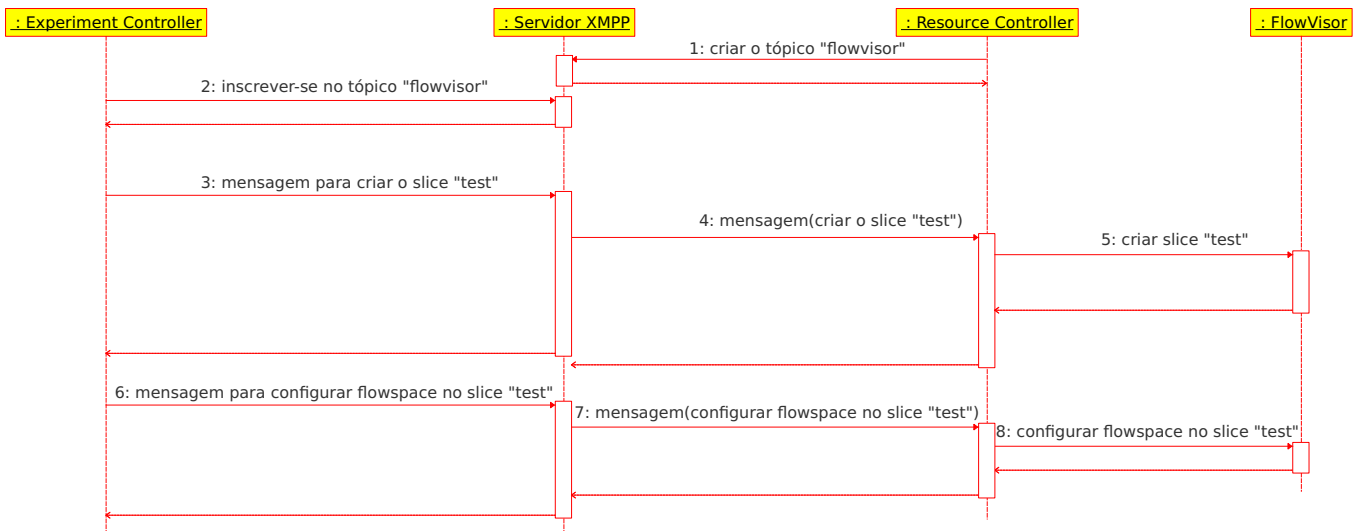 : Experiment Controller
: Servidor XMPP
: Resource Controller
: FlowVisor
1: criar o tópico "flowvisor"
2: inscrever-se no tópico "flowvisor"
3: mensagem para criar o slice "test"
4: mensagem(criar o slice "test")
5: criar slice "test"
6: mensagem para configurar flowspace no slice "test"
7: mensagem(configurar flowspace no slice "test")
8: configurar flowspace no slice "test"